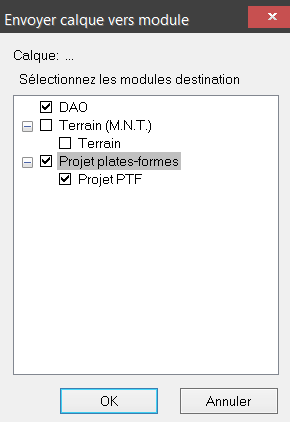 Envoyer calque vers module
Calque: ...
Sélectionnez les modules destination
DAO
Terrain (M.N.T.)
Terrain
Projet plates-formes
Projet PTF
OK
Annuler